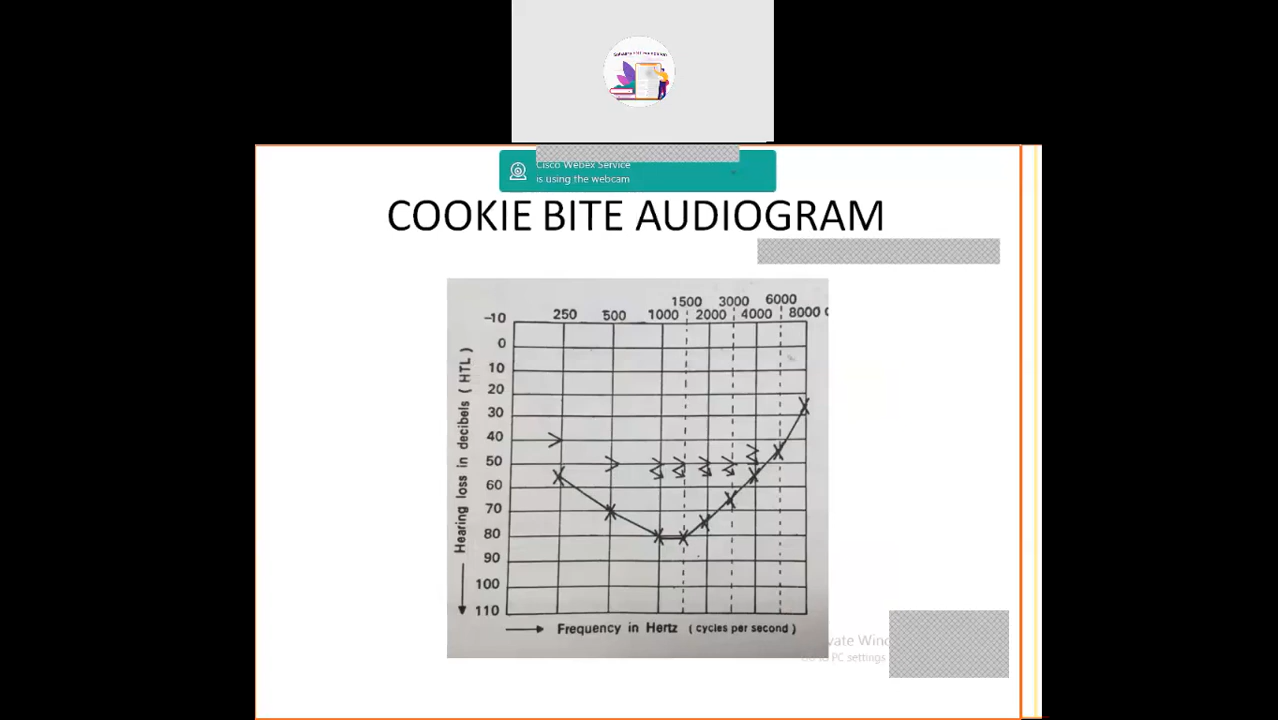 Cisco Webex Service
is using the webcam
COOKIE BITE AUDIOGRAM
1500 3000 6000
250 500 1000 2000 4000 8000
-10
0
10
20
30
40
50
60
70
80
90
100
110
Hearing loss in decibels ( HTL )
Frequency in Hertz ( cycles per second )
PC settings